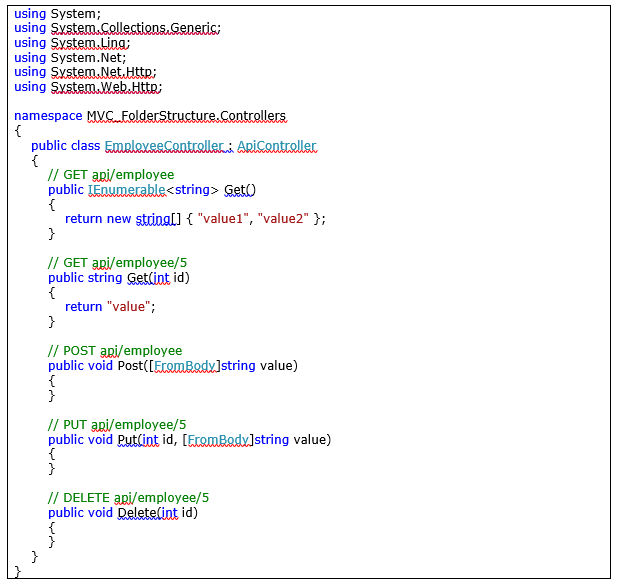 using System;
using System.Collections.Generic;
using System.Linq;
using System.Net;
using System.Net.Http;
using System.Web.Http;

namespace MVC_FolderStructure.Controllers
{
    public class EmployeeController : ApiController
    {
        // GET api/employee
        public IEnumerable<string> Get()
        {
            return new string[] { "value1", "value2" };
        }

        // GET api/employee/5
        public string Get(int id)
        {
            return "value";
        }

        // POST api/employee
        public void Post([FromBody]string value)
        {
        }

        // PUT api/employee/5
        public void Put(int id, [FromBody]string value)
        {
        }

        // DELETE api/employee/5
        public void Delete(int id)
        {
        }
    }
}